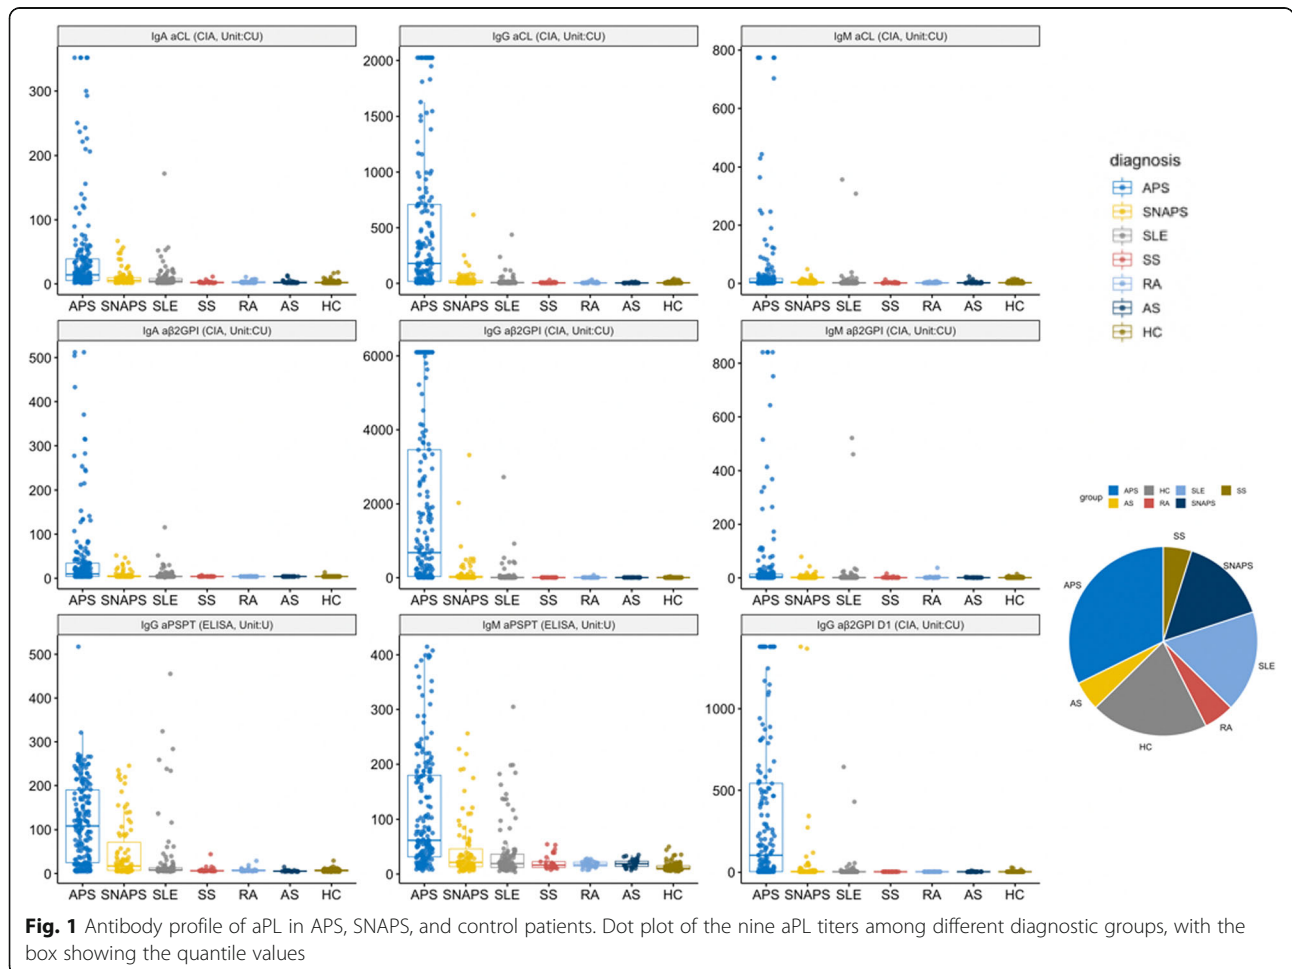 IgA aCL (CIA, Unit:CU)
300
200
100
0
APS SNAPS SLE SS RA AS HC
IgG aCL (CIA, Unit:CU)
2000
1500
1000
500
0
APS SNAPS SLE SS RA AS HC
IgM aCL (CIA, Unit:CU)
800
600
400
200
0
APS SNAPS SLE SS RA AS HC
diagnosis
APS
SNAPS
SLE
SS
RA
AS
HC
IgA aβ2GPI (CIA, Unit:CU)
500
400
300
200
100
0
APS SNAPS SLE SS RA AS HC
IgG aβ2GPI (CIA, Unit:CU)
6000
4000
2000
0
APS SNAPS SLE SS RA AS HC
IgM aβ2GPI (CIA, Unit:CU)
800
600
400
200
0
APS SNAPS SLE SS RA AS HC
IgG aPSPT (ELISA, Unit:U)
500
400
300
200
100
0
APS SNAPS SLE SS RA AS HC
IgM aPSPT (ELISA, Unit:U)
400
300
200
100
0
APS SNAPS SLE SS RA AS HC
IgG aβ2GPI D1 (CIA, Unit:CU)
1000
500
0
APS SNAPS SLE SS RA AS HC
group APS HC SLE SS
AS RA SNAPS
SS
SNAPS
APS
SLE
AS
RA
HC
Fig. 1 Antibody profile of aPL in APS, SNAPS, and control patients. Dot plot of the nine aPL titers among different diagnostic groups, with the
box showing the quantile values